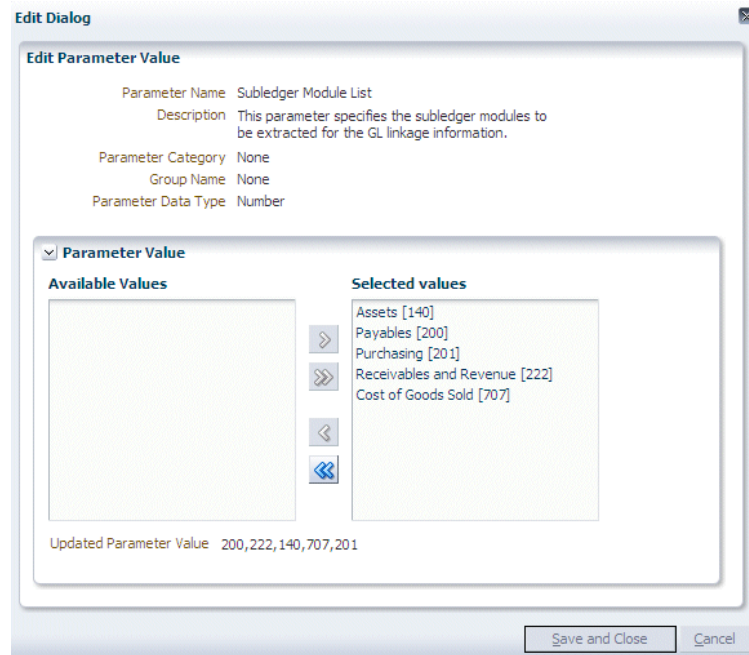 Edit Dialog
Edit Parameter Value
Parameter Name Subledger Module List
Description This parameter specifies the subledger modules to
be extracted for the GL linkage information.
Parameter Category None
Group Name None
Parameter Data Type Number
Parameter Value
Available Values
Selected values
Assets [140]
Payables [200]
Purchasing [201]
Receivables and Revenue [222]
Cost of Goods Sold [707]
Updated Parameter Value 200,222,140,707,201
Save and Close
Cancel